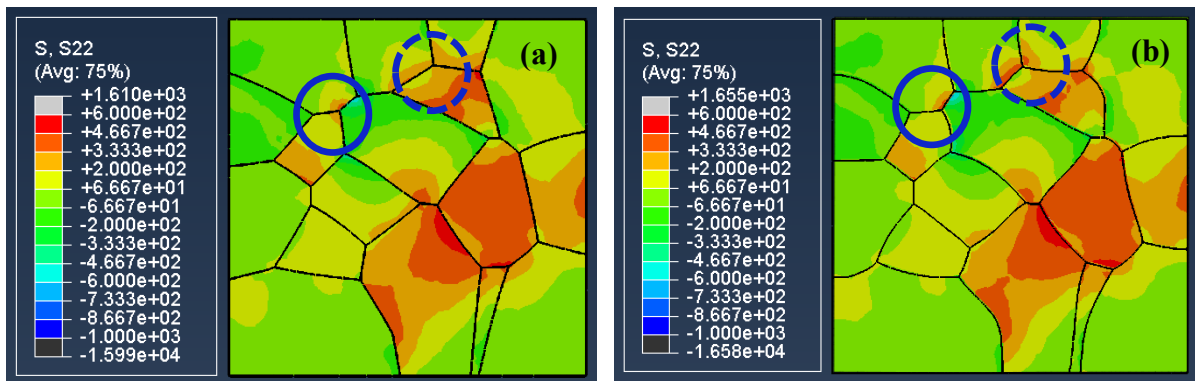 S, S22
(Avg: 75%)
+1.610e+03
+6.000e+02
+4.667e+02
+3.333e+02
+2.000e+02
+6.667e+01
-6.667e+01
-2.000e+02
-3.333e+02
-4.667e+02
-6.000e+02
-7.333e+02
-8.667e+02
-1.000e+03
-1.599e+04
(a)
S, S22
(Avg: 75%)
+1.655e+03
+6.000e+02
+4.667e+02
+3.333e+02
+2.000e+02
+6.667e+01
-6.667e+01
-2.000e+02
-3.333e+02
-4.667e+02
-6.000e+02
-7.333e+02
-8.667e+02
-1.000e+03
-1.658e+04
(b)